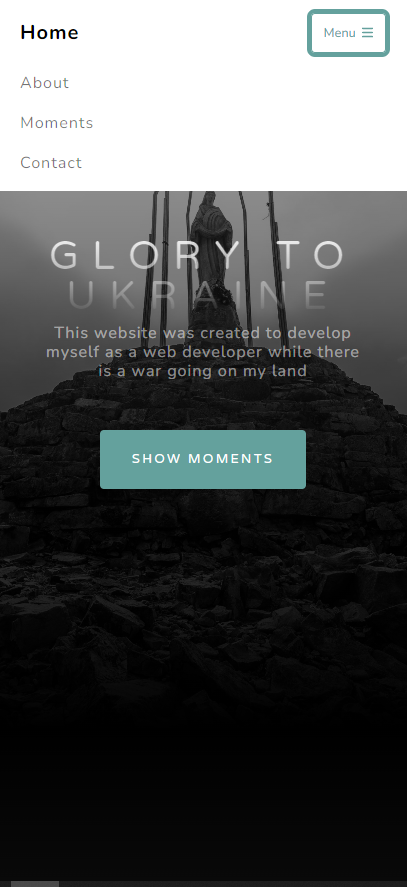 Home
Menu
About
Moments
Contact
GLORY TO
UKRAINE
This website was created to develop
myself as a web developer while there
is a war going on my land
SHOW MOMENTS